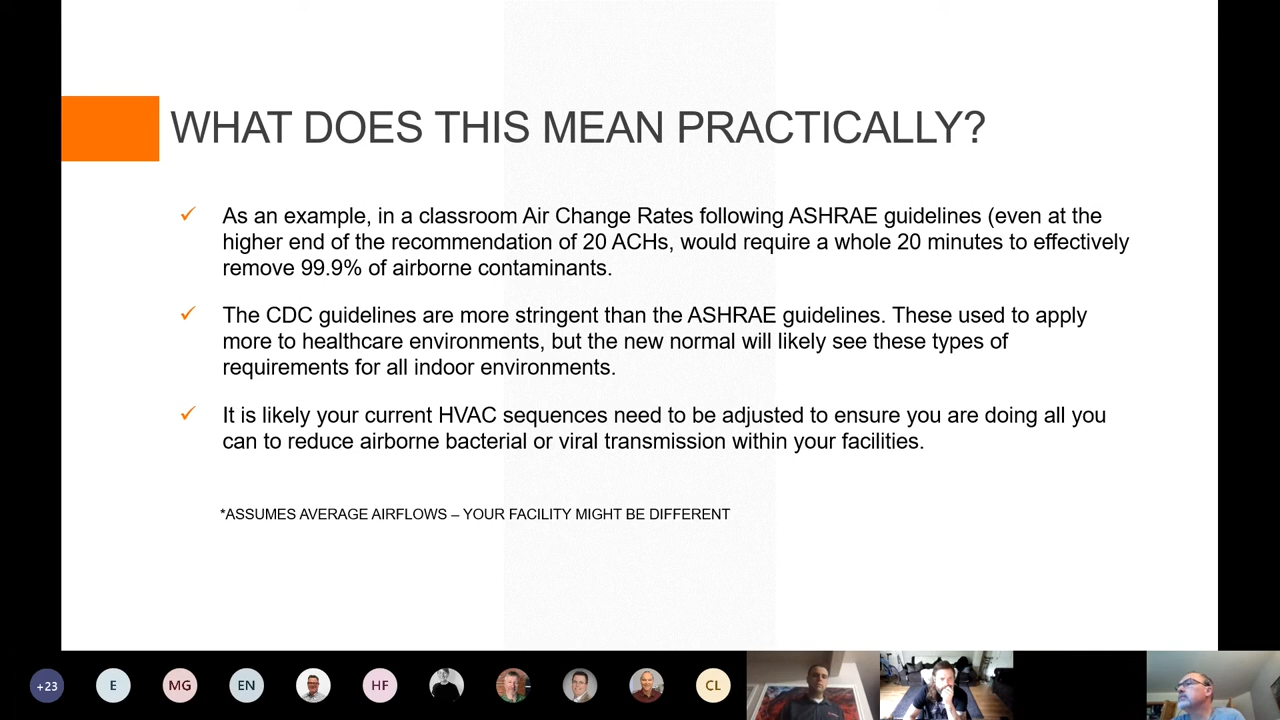 WHAT DOES THIS MEAN PRACTICALLY?
As an example, in a classroom Air Change Rates following ASHRAE guidelines (even at the
higher end of the recommendation of 20 ACHs, would require a whole 20 minutes to effectively
remove 99.9% of airborne contaminants.
The CDC guidelines are more stringent than the ASHRAE guidelines. These used to apply
more to healthcare environments, but the new normal will likely see these types of
requirements for all indoor environments.
It is likely your current HVAC sequences need to be adjusted to ensure you are doing all you
can to reduce airborne bacterial or viral transmission within your facilities.
*ASSUMES AVERAGE AIRFLOWS – YOUR FACILITY MIGHT BE DIFFERENT
+23 E MG EN HF CL